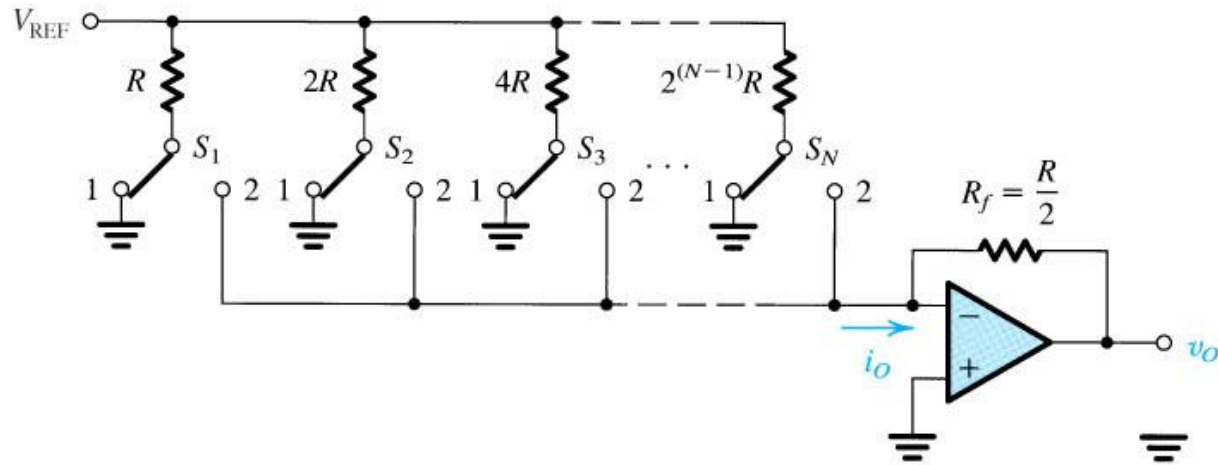 V_REF
R 2R 4R 2^(N−1)R
S_1 S_2 S_3 . . . S_N
1 2 1 2 1 2 1 2
R_f = R/2
−
i_O + v_O